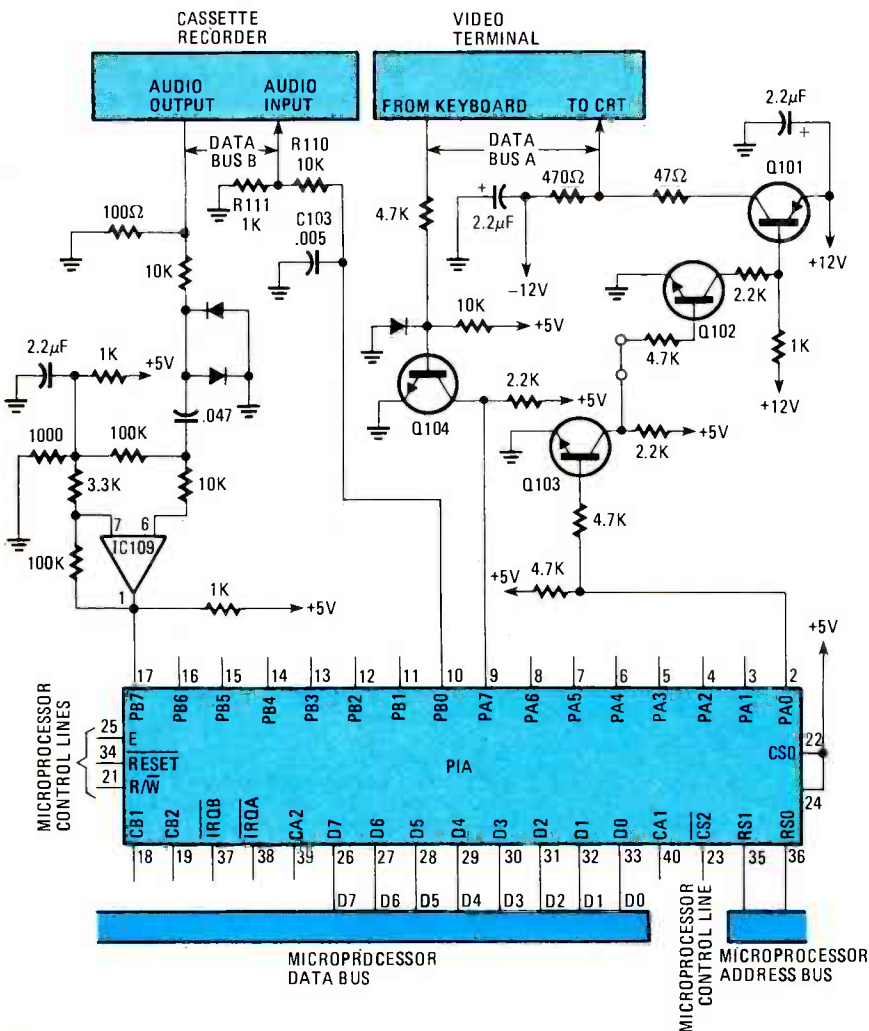 CASSETTE
RECORDER
VIDEO
TERMINAL
AUDIO
OUTPUT
AUDIO
INPUT
FROM KEYBOARD
TO CRT
2.2µF
+
DATA
BUS B
R110
10K
DATA
BUS A
470Ω
47Ω
Q101
100Ω
R111
1K
C103
.005
4.7K
+
2.2µF
-12V
+12V
10K
2.2K
Q102
10K
+5V
4.7K
1K
+12V
2.2µF
1K
+5V
.047
Q104
2.2K
+5V
Q103
2.2K
+5V
1000
100K
3.3K
10K
4.7K
7
6
IC109
100K
1
1K
+5V
+5V
4.7K
+5V
17
16
15
14
13
12
11
10
9
8
7
6
5
4
3
2
PB7
PB6
PB5
PB4
PB3
PB2
PB1
PB0
PA7
PA6
PA5
PA4
PA3
PA2
PA1
PA0
MICROPROCESSOR
CONTROL LINES
25
E
34
RESET
21
R/W
PIA
22
CS0
24
CB1
CB2
IRQB
IRQA
CA2
D7
D6
D5
D4
D3
D2
D1
D0
CA1
CS2
RS1
RS0
18
19
37
38
39
26
27
28
29
30
31
32
33
40
23
35
36
D7
D6
D5
D4
D3
D2
D1
D0
MICROPROCESSOR
DATA BUS
MICROPROCESSOR
CONTROL LINE
MICROPROCESSOR
ADDRESS BUS